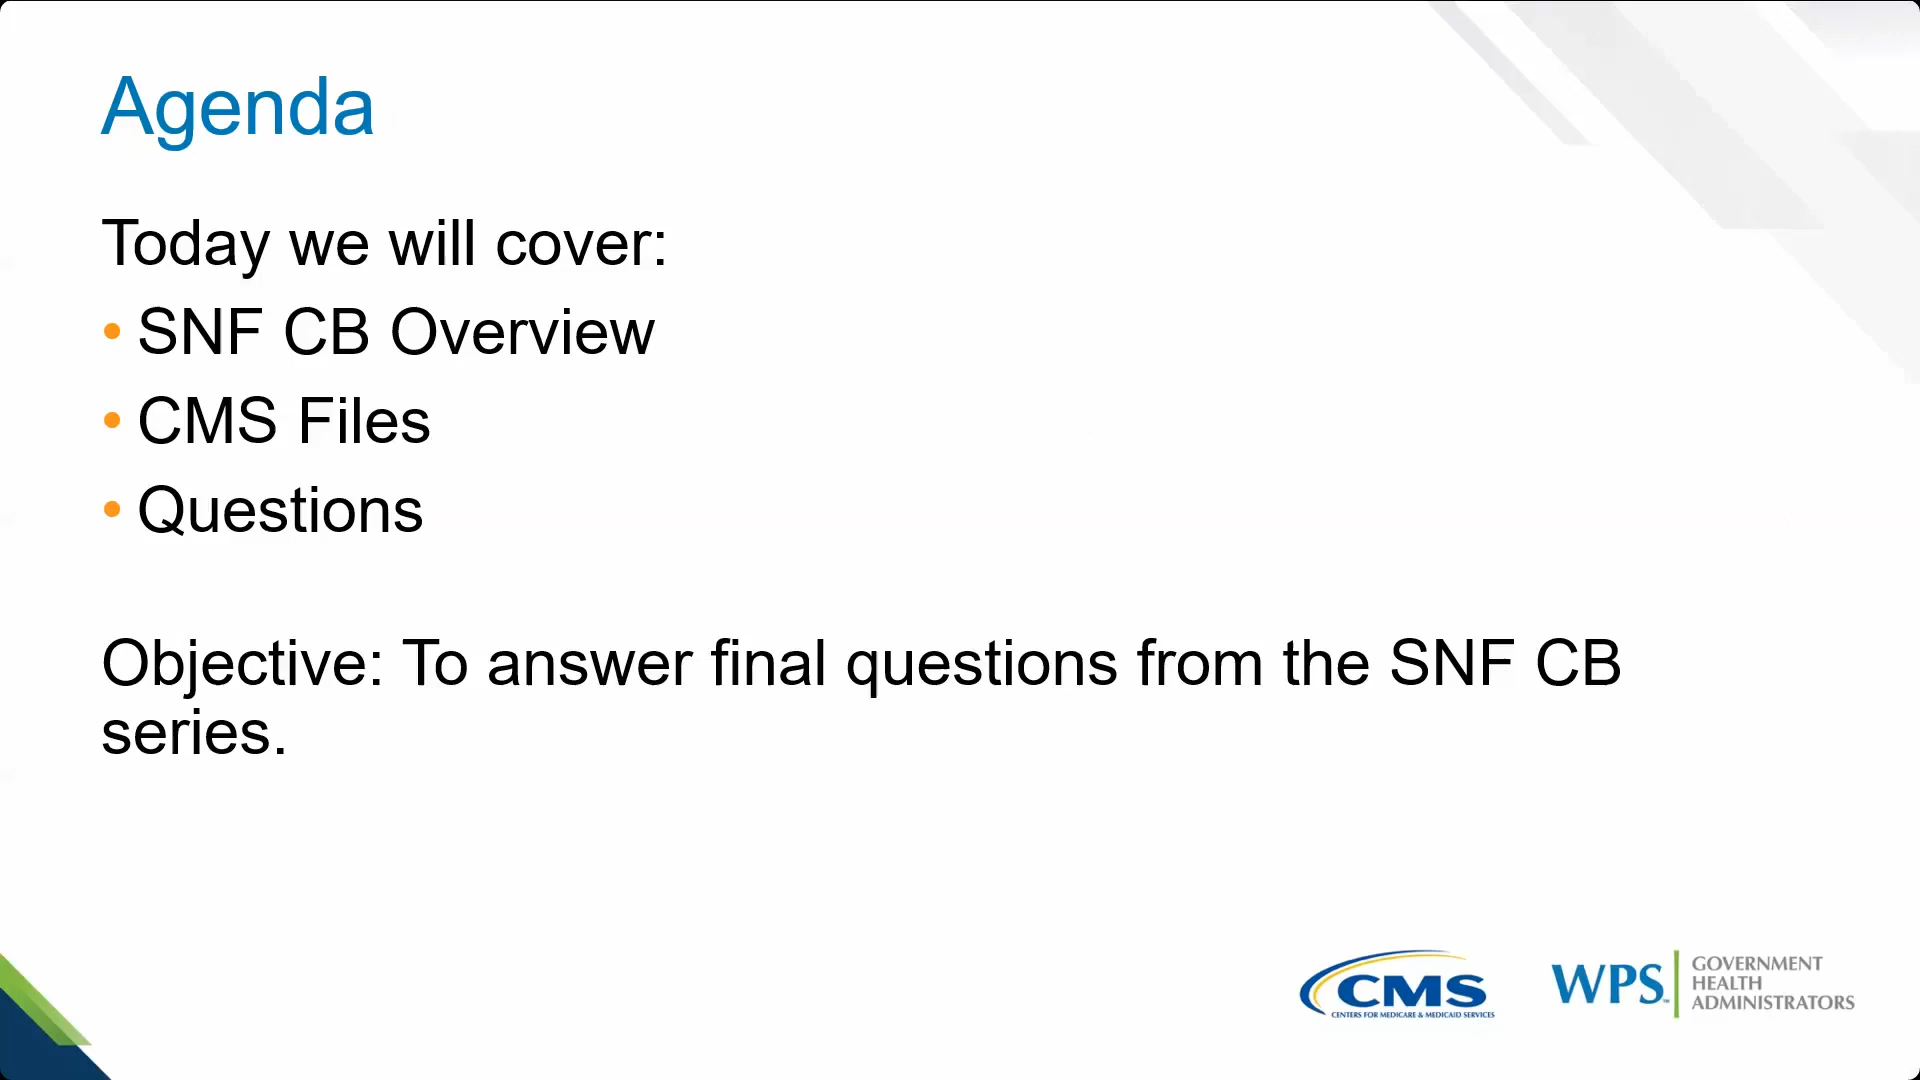 Agenda
Today we will cover:
• SNF CB Overview
• CMS Files
• Questions
Objective: To answer final questions from the SNF CB
series.
CMS
CENTERS FOR MEDICARE & MEDICAID SERVICES
WPS
GOVERNMENT
HEALTH
ADMINISTRATORS